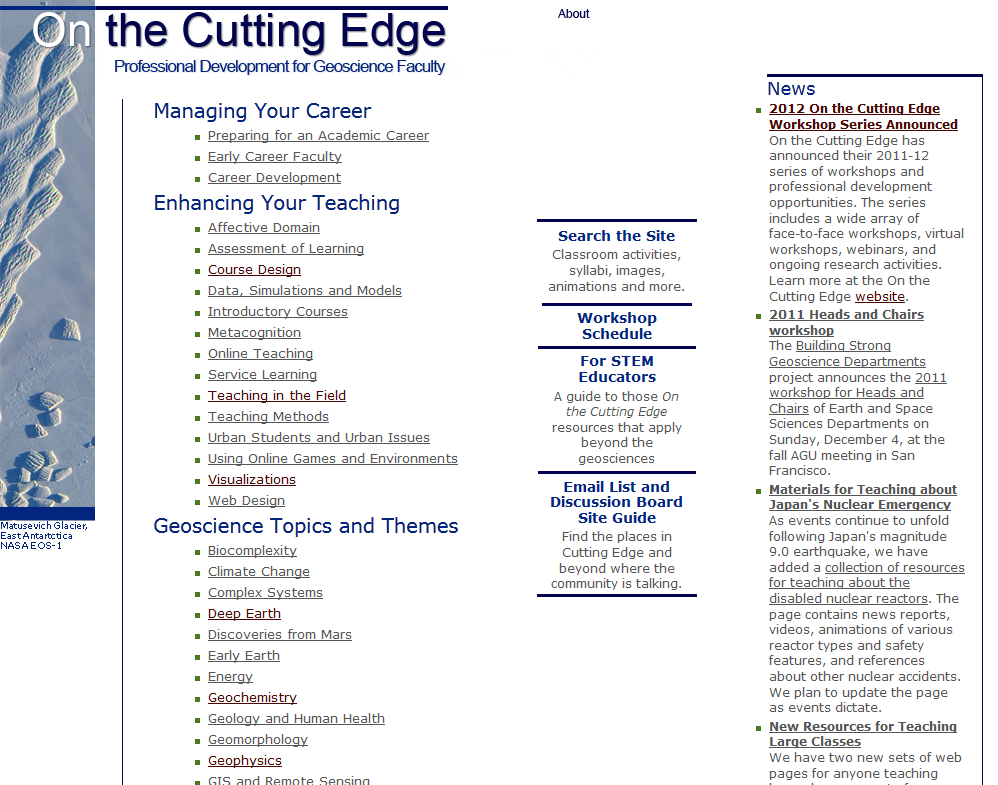 On the Cutting Edge
Professional Development for Geoscience Faculty
About
Managing Your Career
Preparing for an Academic Career
Early Career Faculty
Career Development
Enhancing Your Teaching
Affective Domain
Assessment of Learning
Course Design
Data, Simulations and Models
Introductory Courses
Metacognition
Online Teaching
Service Learning
Teaching in the Field
Teaching Methods
Urban Students and Urban Issues
Using Online Games and Environments
Visualizations
Web Design
Geoscience Topics and Themes
Biocomplexity
Climate Change
Complex Systems
Deep Earth
Discoveries from Mars
Early Earth
Energy
Geochemistry
Geology and Human Health
Geomorphology
Geophysics
GIS and Remote Sensing
Matusevich Glacier,
East Antartctica
NASA EOS-1
Search the Site
Classroom activities,
syllabi, images,
animations and more.
Workshop
Schedule
For STEM
Educators
A guide to those On
the Cutting Edge
resources that apply
beyond the
geosciences
Email List and
Discussion Board
Site Guide
Find the places in
Cutting Edge and
beyond where the
community is talking.
News
2012 On the Cutting Edge
Workshop Series Announced
On the Cutting Edge has
announced their 2011-12
series of workshops and
professional development
opportunities. The series
includes a wide array of
face-to-face workshops, virtual
workshops, webinars, and
ongoing research activities.
Learn more at the On the
Cutting Edge website.
2011 Heads and Chairs
workshop
The Building Strong
Geoscience Departments
project announces the 2011
workshop for Heads and
Chairs of Earth and Space
Sciences Departments on
Sunday, December 4, at the
fall AGU meeting in San
Francisco.
Materials for Teaching about
Japan's Nuclear Emergency
As events continue to unfold
following Japan's magnitude
9.0 earthquake, we have
added a collection of resources
for teaching about the
disabled nuclear reactors. The
page contains news reports,
videos, animations of various
reactor types and safety
features, and references
about other nuclear accidents.
We plan to update the page
as events dictate.
New Resources for Teaching
Large Classes
We have two new sets of web
pages for anyone teaching